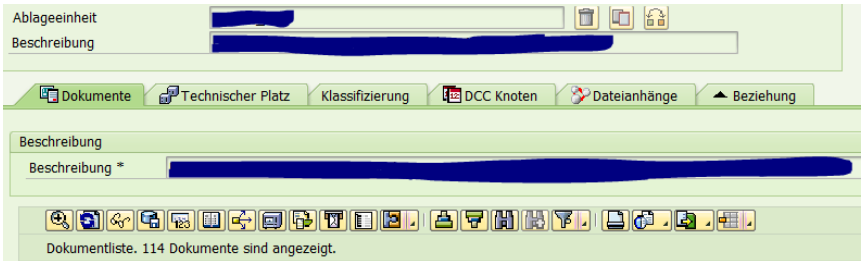 Ablageeinheit
Beschreibung
Dokumente Technischer Platz Klassifizierung DCC Knoten Dateianhänge Beziehung
Beschreibung
Beschreibung *
Dokumentliste. 114 Dokumente sind angezeigt.